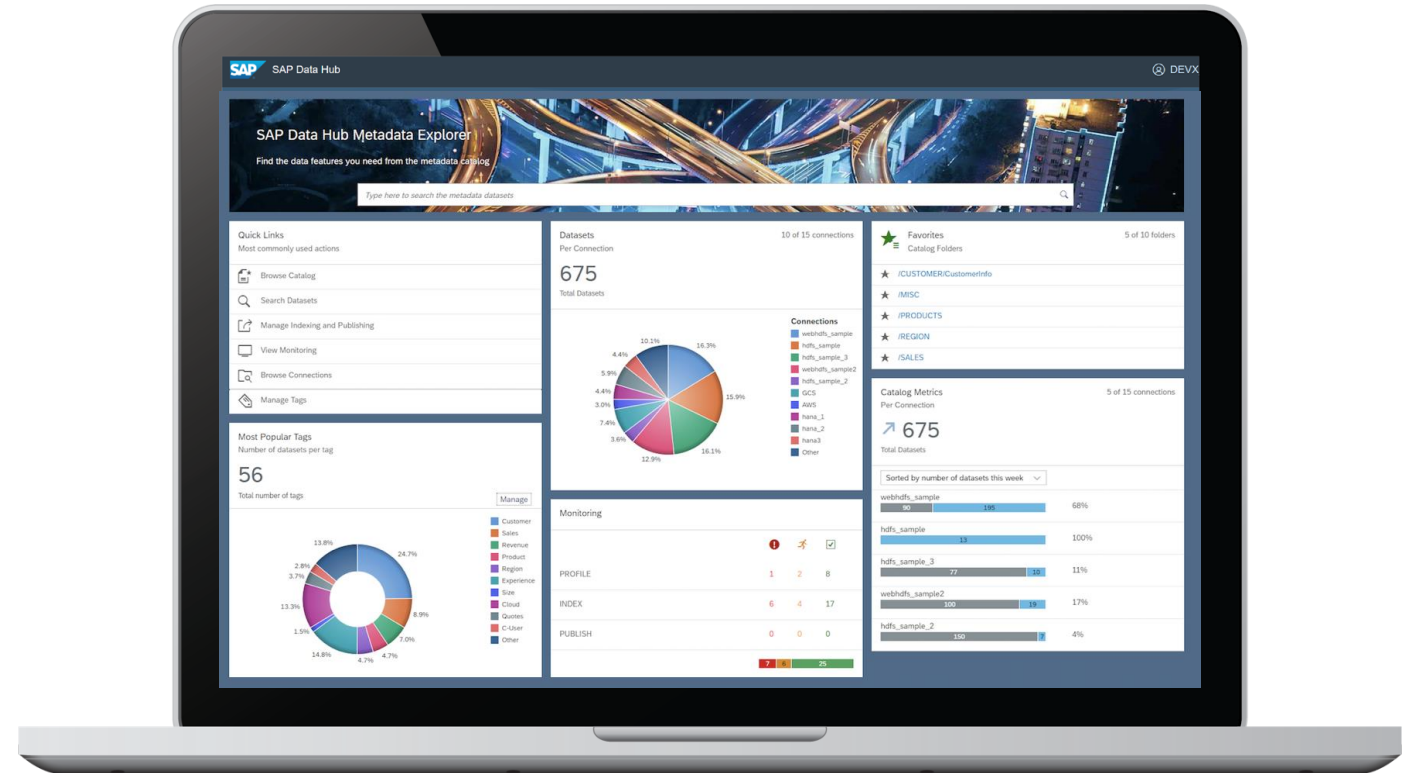 SAP SAP Data Hub
DEVX
SAP Data Hub Metadata Explorer
Find the data features you need from the metadata catalog
Type here to search the metadata datasets
Quick Links
Most commonly used actions
Browse Catalog
Search Datasets
Manage Indexing and Publishing
View Monitoring
Browse Connections
Manage Tags
Most Popular Tags
Number of datasets per tag
56
Total number of tags
Manage
13.8%
24.7%
2.8%
3.7%
13.3%
8.9%
1.5%
7.0%
14.8%
4.7%
4.7%
Customer
Sales
Revenue
Product
Region
Experience
Size
Cloud
Quotes
C-User
Other
Datasets
10 of 15 connections
Per Connection
675
Total Datasets
10.1%
16.3%
4.4%
5.9%
4.4%
3.0%
15.9%
7.4%
3.6%
16.1%
12.9%
Connections
webhdfs_sample
hdfs_sample
hdfs_sample_3
webhdfs_sample2
hdfs_sample_2
GCS
AWS
hana_1
hana_2
hana3
Other
Monitoring
PROFILE 1 2 8
INDEX 6 4 17
PUBLISH 0 0 0
7 6 25
Favorites
5 of 10 folders
Catalog Folders
/CUSTOMER/CustomerInfo
/MISC
/PRODUCTS
/REGION
/SALES
Catalog Metrics
5 of 15 connections
Per Connection
675
Total Datasets
Sorted by number of datasets this week
webhdfs_sample
90 195 68%
hdfs_sample
13 100%
hdfs_sample_3
77 10 11%
webhdfs_sample2
100 19 17%
hdfs_sample_2
150 7 4%